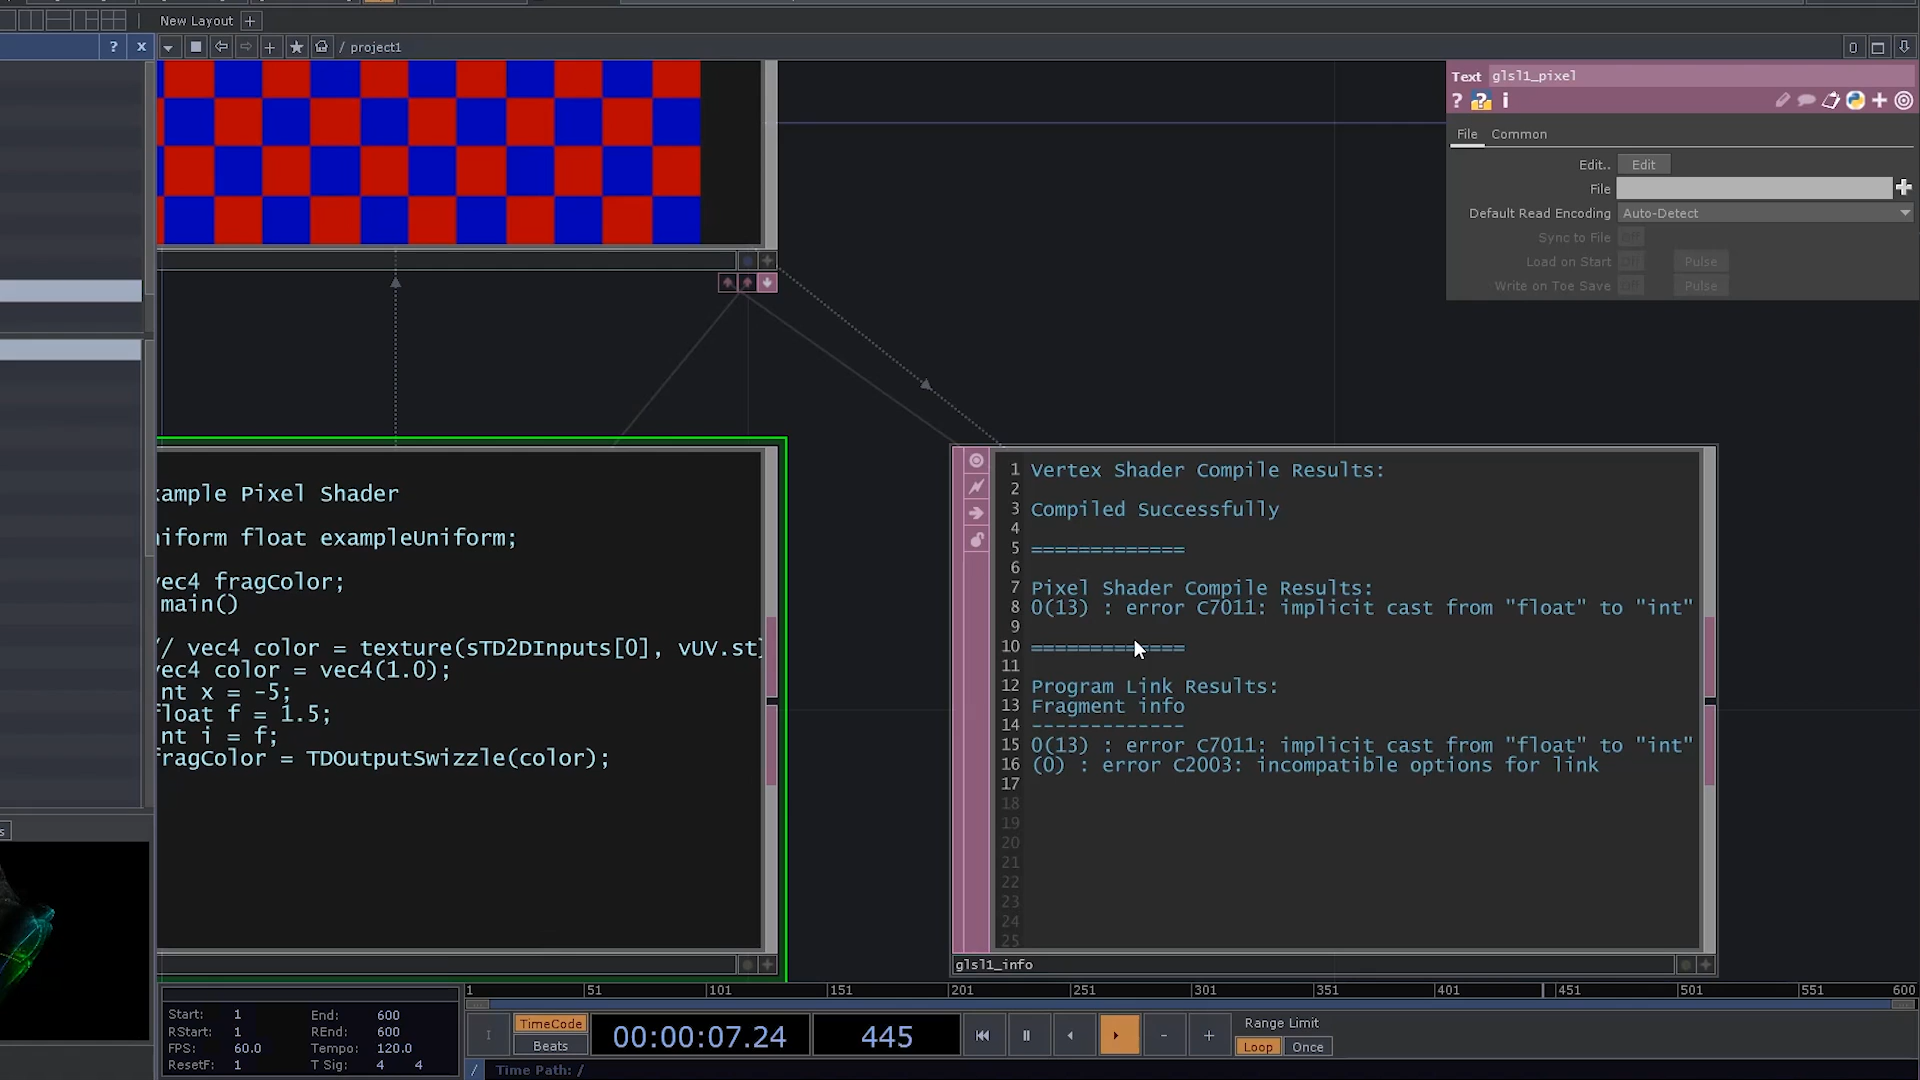 New Layout +
? x / project1 0
Text glsl1_pixel
? ? i
File Common
Edit.. Edit
File
Default Read Encoding Auto-Detect
Sync to File Off
Load on Start Off Pulse
Write on Toe Save Off Pulse
xample Pixel Shader
niform float exampleUniform;
vec4 fragColor;
main()
// vec4 color = texture(sTD2DInputs[0], vUV.st)
vec4 color = vec4(1.0);
nt x = -5;
float f = 1.5;
nt i = f;
fragColor = TDOutputSwizzle(color);
1 Vertex Shader Compile Results:
2
3 Compiled Successfully
4
5 =============
6
7 Pixel Shader Compile Results:
8 0(13) : error C7011: implicit cast from "float" to "int"
9
10 =============
11
12 Program Link Results:
13 Fragment info
14 -------------
15 0(13) : error C7011: implicit cast from "float" to "int"
16 (0) : error C2003: incompatible options for link
17
18
19
20
21
22
23
24
25
glsl1_info
s
1 51 101 151 201 251 301 351 401 451 501 551 600
Start: 1 End: 600
RStart: 1 REnd: 600
FPS: 60.0 Tempo: 120.0
ResetF: 1 T Sig: 4 4
TimeCode
Beats
00:00:07.24 445
- +
Range Limit
Loop Once
/ Time Path: /